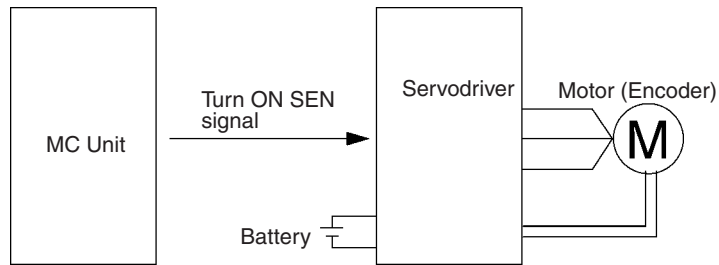 MC Unit
Turn ON SEN
signal
Servodriver
Motor (Encoder)
M
Battery